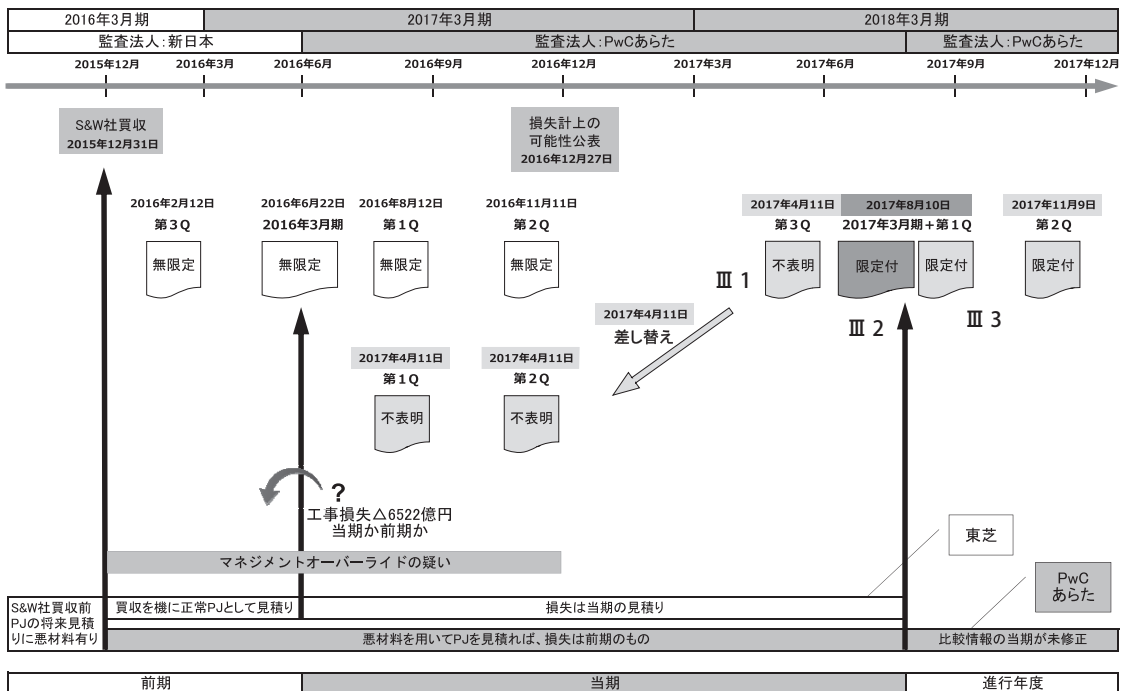 2016年3月期
2017年3月期
2018年3月期
監査法人:新日本
監査法人:PwCあらた
監査法人:PwCあらた
2015年12月
2016年3月
2016年6月
2016年9月
2016年12月
2017年3月
2017年6月
2017年9月
2017年12月
S&W社買収
2015年12月31日
損失計上の
可能性公表
2016年12月27日
2016年2月12日
第3Q
無限定
2016年6月22日
2016年3月期
無限定
2016年8月12日
第1Q
無限定
2016年11月11日
第2Q
無限定
2017年4月11日
第3Q
不表明
2017年8月10日
2017年3月期+第1Q
限定付
限定付
2017年11月9日
第2Q
限定付
Ⅲ 1
Ⅲ 2
Ⅲ 3
2017年4月11日
差し替え
2017年4月11日
第1Q
不表明
2017年4月11日
第2Q
不表明
?
工事損失△6522億円
当期か前期か
マネジメントオーバーライドの疑い
東芝
PwC
あらた
S&W社買収前
PJの将来見積
りに悪材料有り
買収を機に正常PJとして見積り
損失は当期の見積り
悪材料を用いてPJを見積れば、損失は前期のもの
比較情報の当期が未修正
前期
当期
進行年度